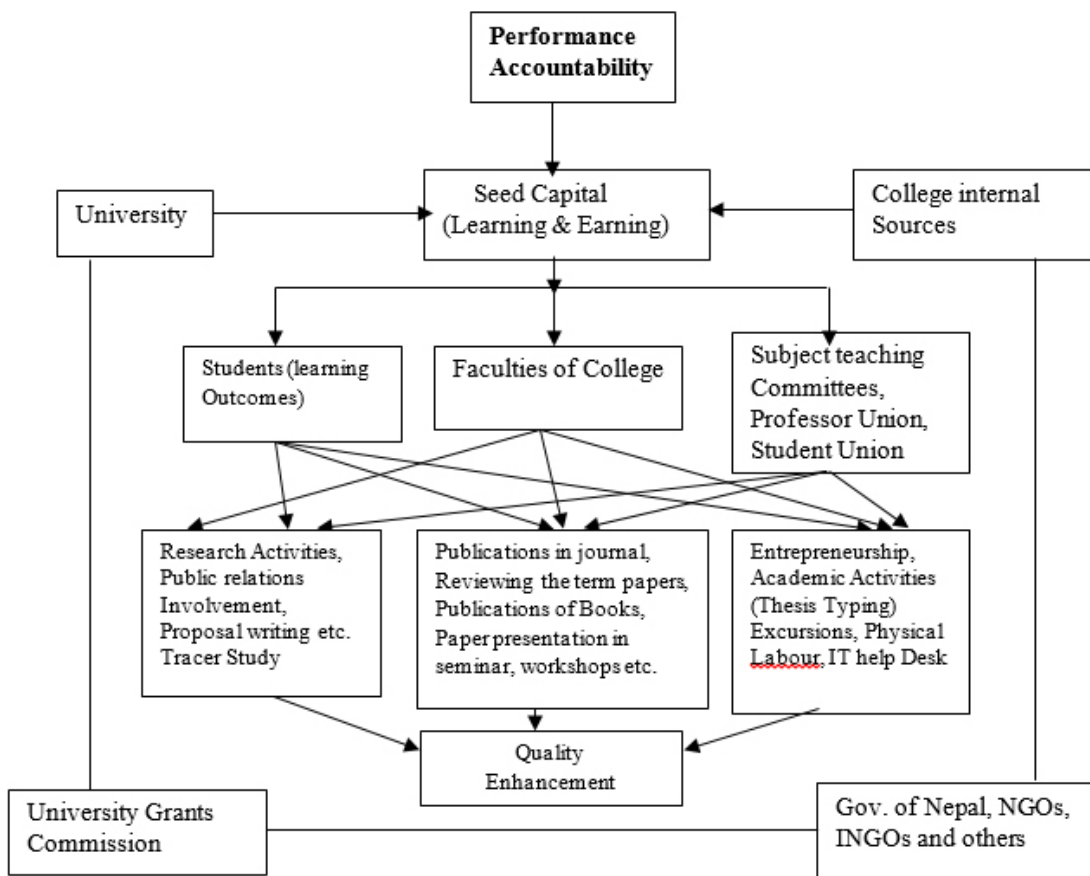 Performance
Accountability
Seed Capital
(Learning & Earning)
University
College internal
Sources
Students (learning
Outcomes)
Faculties of College
Subject teaching
Committees,
Professor Union,
Student Union
Research Activities,
Public relations
Involvement,
Proposal writing etc.
Tracer Study
Publications in journal,
Reviewing the term papers,
Publications of Books,
Paper presentation in
seminar, workshops etc.
Entrepreneurship,
Academic Activities
(Thesis Typing)
Excursions, Physical
Labour, IT help Desk
Quality
Enhancement
University Grants
Commission
Gov. of Nepal, NGOs,
INGOs and others